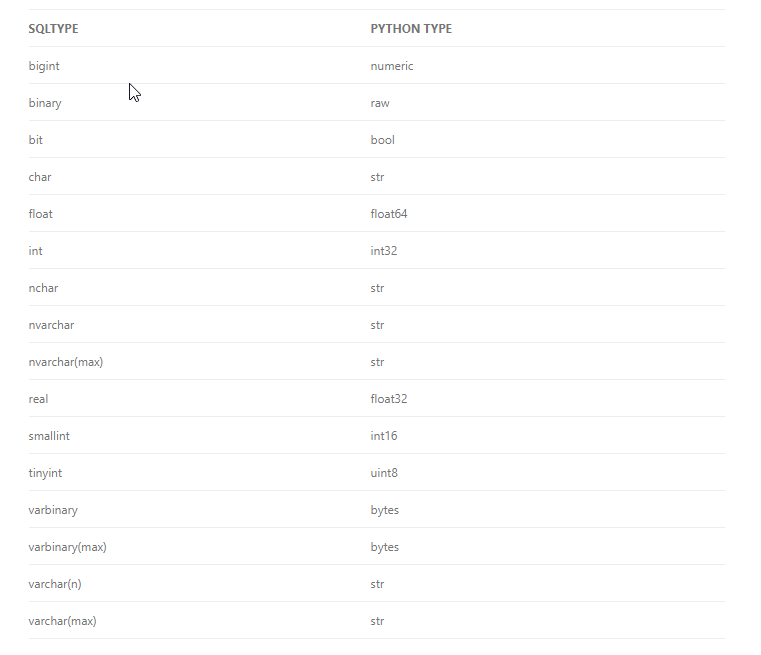 SQLTYPE PYTHON TYPE
bigint numeric
binary raw
bit bool
char str
float float64
int int32
nchar str
nvarchar str
nvarchar(max) str
real float32
smallint int16
tinyint uint8
varbinary bytes
varbinary(max) bytes
varchar(n) str
varchar(max) str